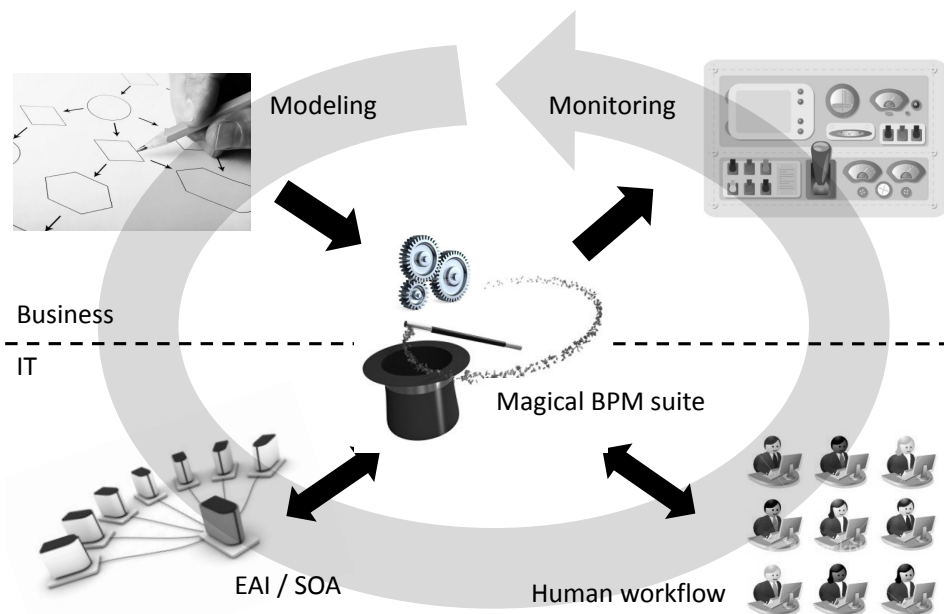 Modeling
Monitoring
Business
IT
Magical BPM suite
EAI / SOA
Human workflow